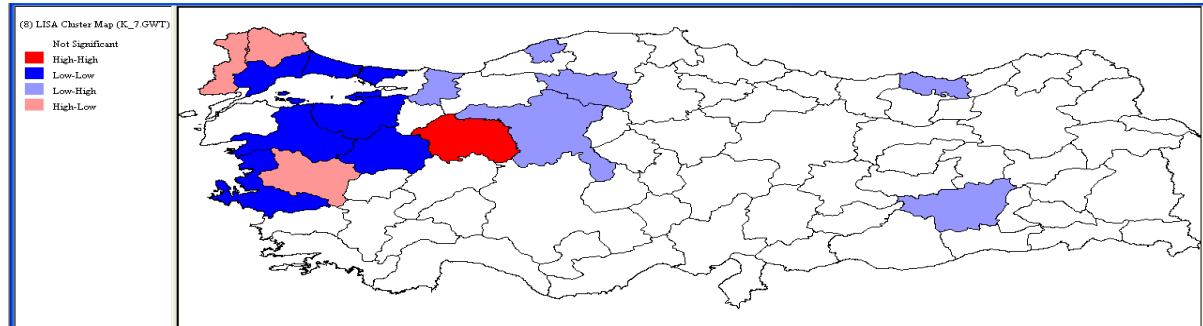 (8) LISA Cluster Map (K_7.GWT)
Not Significant
High-High
Low-Low
Low-High
High-Low